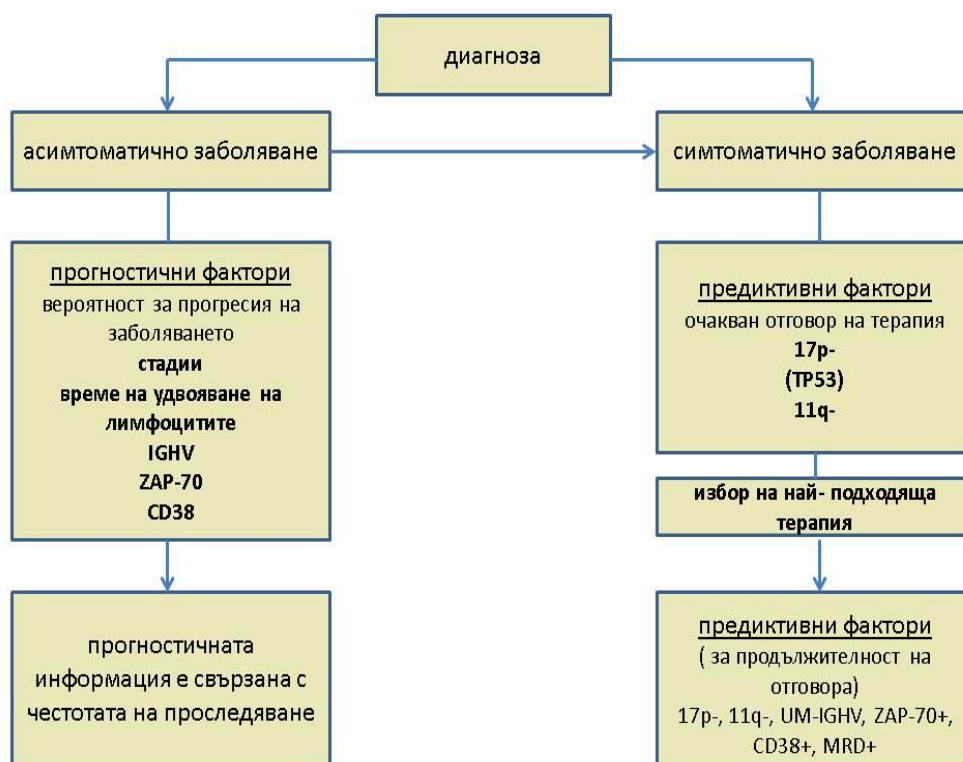 диагноза
асимтоматично заболяване
симтоматично заболяване
прогностични фактори
вероятност за прогресия на
заболяването
стадии
време на удвояване на
лимфоцитите
IGHV
ZAP-70
CD38
предиктивни фактори
очакван отговор на терапия
17p-
(TP53)
11q-
избор на най- подходяща
терапия
прогностичната
информация е свързана с
честотата на проследяване
предиктивни фактори
( за продължителност на
отговора)
17p-, 11q-, UM-IGHV, ZAP-70+,
CD38+, MRD+